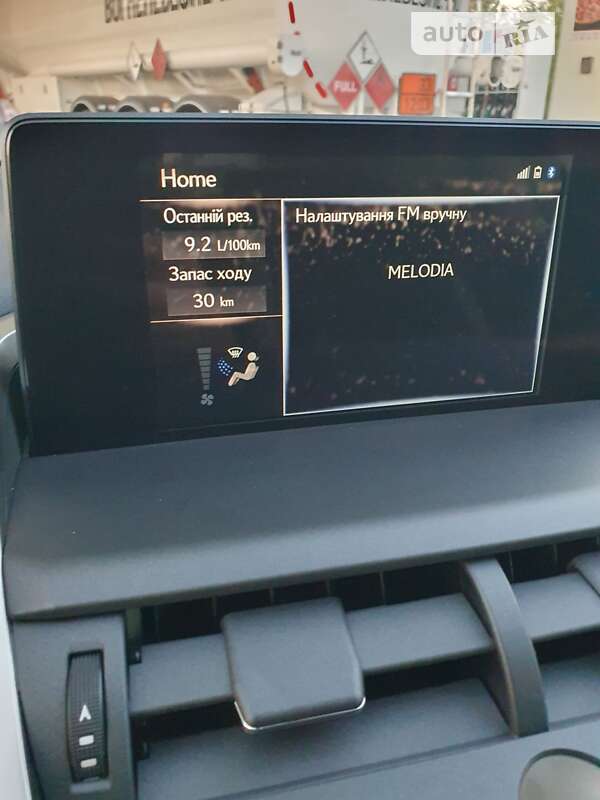 auto RIA
FULL
Home
Останній рез.
9.2 L/100km
Запас ходу
30 km
Налаштування FM вручну
MELODIA
A